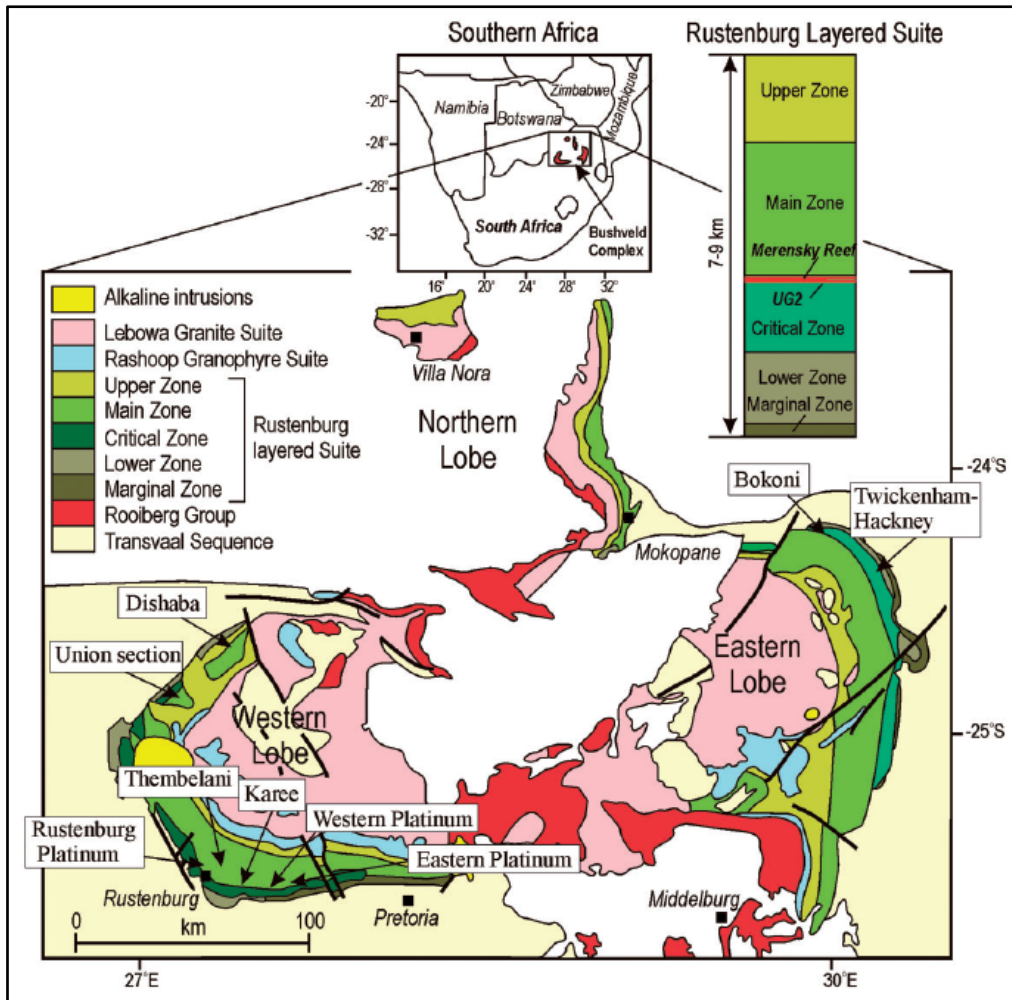 Southern Africa
Rustenburg Layered Suite
-20°
-24°
-28°
-32°
Namibia
Botswana
Zimbabwe
Mozambique
South Africa
Bushveld
Complex
16°
20°
24°
28°
32°
7-9 km
Upper Zone
Main Zone
Merensky Reef
UG2
Critical Zone
Lower Zone
Marginal Zone
Alkaline intrusions
Lebowa Granite Suite
Rashoop Granophyre Suite
Upper Zone
Main Zone
Critical Zone
Lower Zone
Marginal Zone
Rustenburg
layered Suite
Rooiberg Group
Transvaal Sequence
Villa Nora
Northern
Lobe
-24°S
Bokoni
Twickenham-
Hackney
Mokopane
Dishaba
Union section
Western
Lobe
Eastern
Lobe
-25°S
Thembelani
Karee
Western Platinum
Rustenburg
Platinum
Eastern Platinum
Rustenburg
Pretoria
Middelburg
0
100
km
27°E
30°E